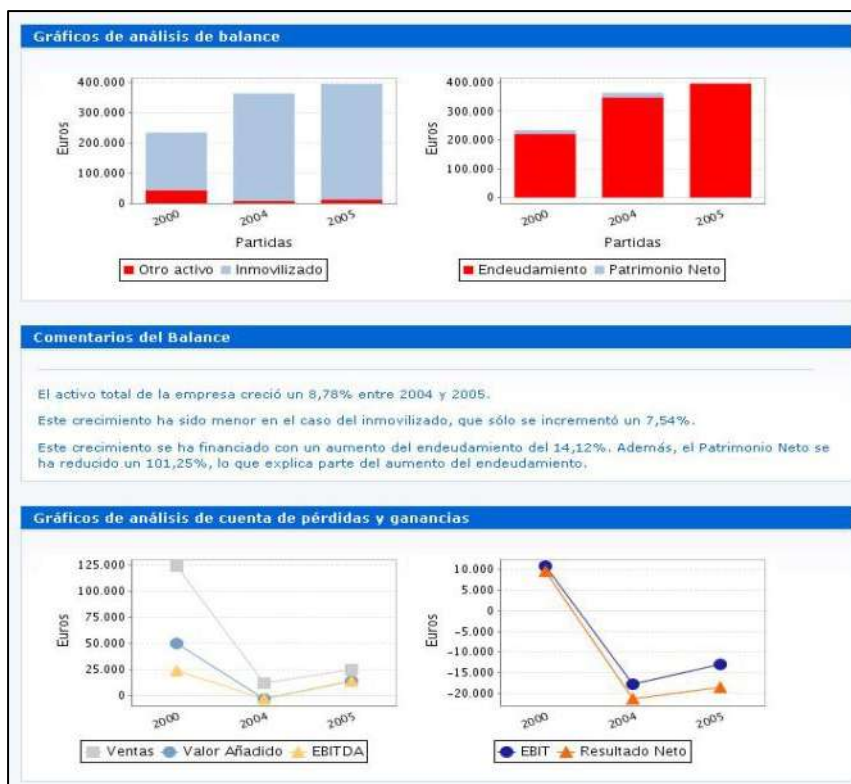 Gráficos de análisis de balance
400.000
300.000
200.000
100.000
0
Euros
2000
2004
2005
Partidas
Otro activo Inmovilizado
400.000
300.000
200.000
100.000
0
Euros
2000
2004
2005
Partidas
Endeudamiento Patrimonio Neto
Comentarios del Balance
El activo total de la empresa creció un 8,78% entre 2004 y 2005.
Este crecimiento ha sido menor en el caso del inmovilizado, que sólo se incrementó un 7,54%.
Este crecimiento se ha financiado con un aumento del endeudamiento del 14,12%. Además, el Patrimonio Neto se
ha reducido un 101,25%, lo que explica parte del aumento del endeudamiento.
Gráficos de análisis de cuenta de pérdidas y ganancias
125.000
100.000
75.000
50.000
25.000
0
Euros
2000
2004
2005
Ventas Valor Añadido EBITDA
10.000
5.000
0
-5.000
-10.000
-15.000
-20.000
Euros
2000
2004
2005
EBIT Resultado Neto